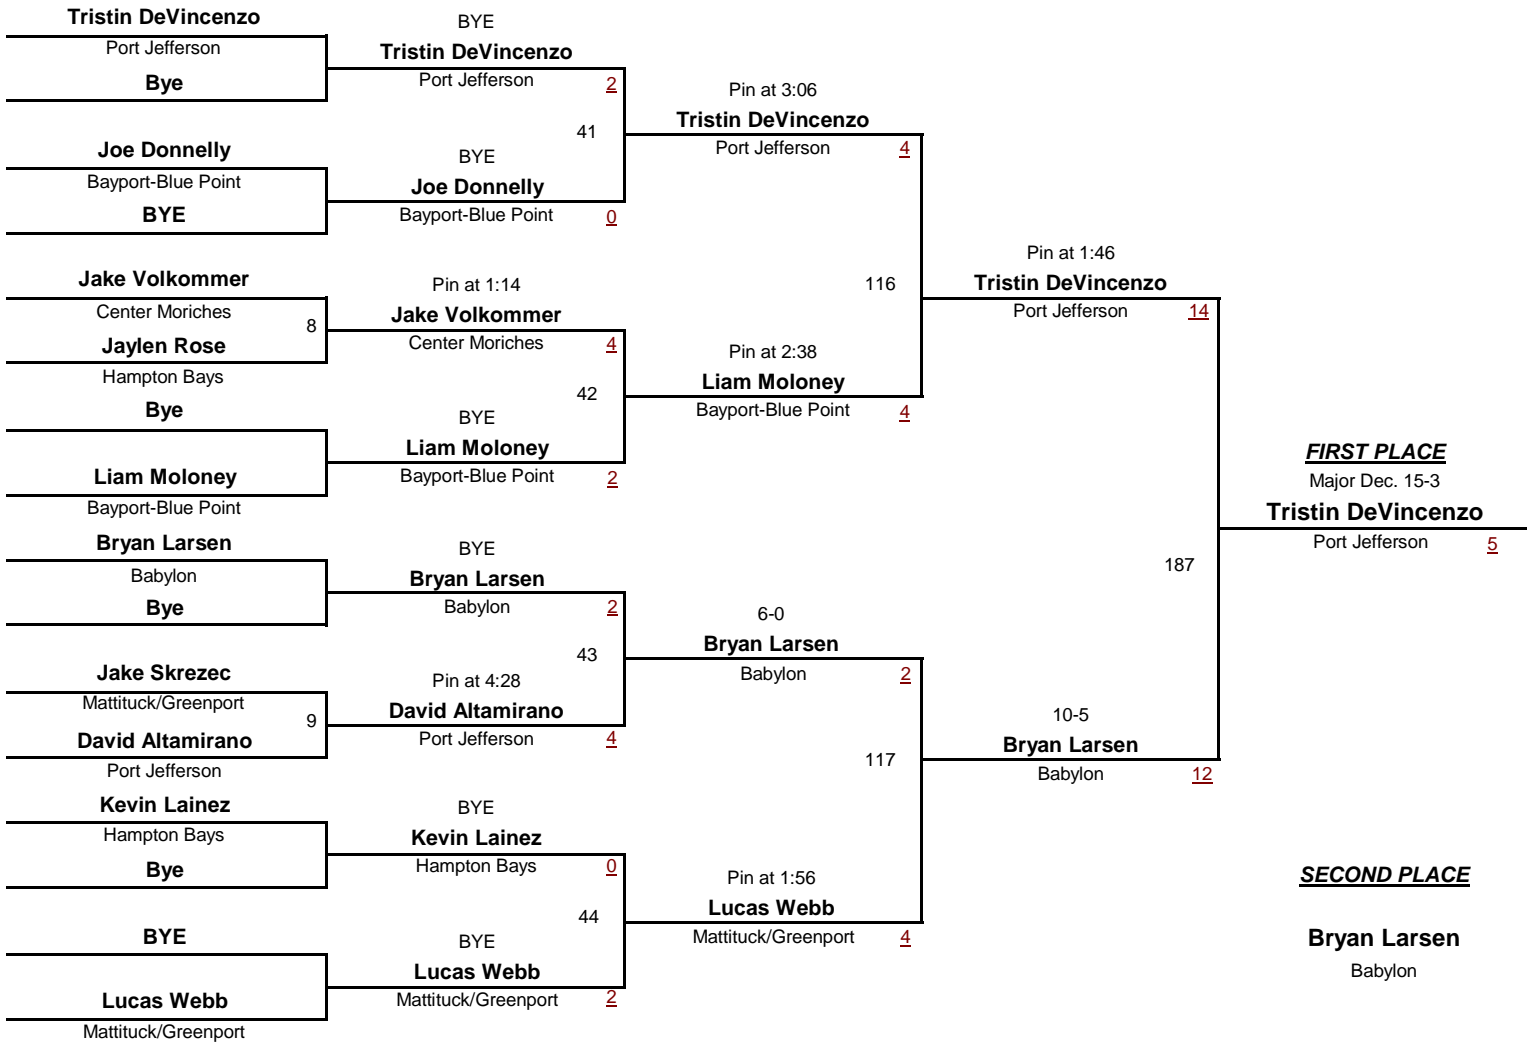 Tristin DeVincenzo
Port Jefferson
Bye
Joe Donnelly
Bayport-Blue Point
BYE
Jake Volkommer
Center Moriches
8
Jaylen Rose
Hampton Bays
Bye
Liam Moloney
Bayport-Blue Point
Bryan Larsen
Babylon
Bye
Jake Skrezec
Mattituck/Greenport
9
David Altamirano
Port Jefferson
Kevin Lainez
Hampton Bays
Bye
BYE
Lucas Webb
Mattituck/Greenport
BYE
Tristin DeVincenzo
Port Jefferson
2
41
BYE
Joe Donnelly
Bayport-Blue Point
0
Pin at 1:14
Jake Volkommer
Center Moriches
4
42
BYE
Liam Moloney
Bayport-Blue Point
2
BYE
Bryan Larsen
Babylon
2
43
Pin at 4:28
David Altamirano
Port Jefferson
4
BYE
Kevin Lainez
Hampton Bays
0
44
BYE
Lucas Webb
Mattituck/Greenport
2
Pin at 3:06
Tristin DeVincenzo
Port Jefferson
4
116
Pin at 2:38
Liam Moloney
Bayport-Blue Point
4
6-0
Bryan Larsen
Babylon
2
117
Pin at 1:56
Lucas Webb
Mattituck/Greenport
4
Pin at 1:46
Tristin DeVincenzo
Port Jefferson
14
187
10-5
Bryan Larsen
Babylon
12
FIRST PLACE
Major Dec. 15-3
Tristin DeVincenzo
Port Jefferson
5
SECOND PLACE
Bryan Larsen
Babylon